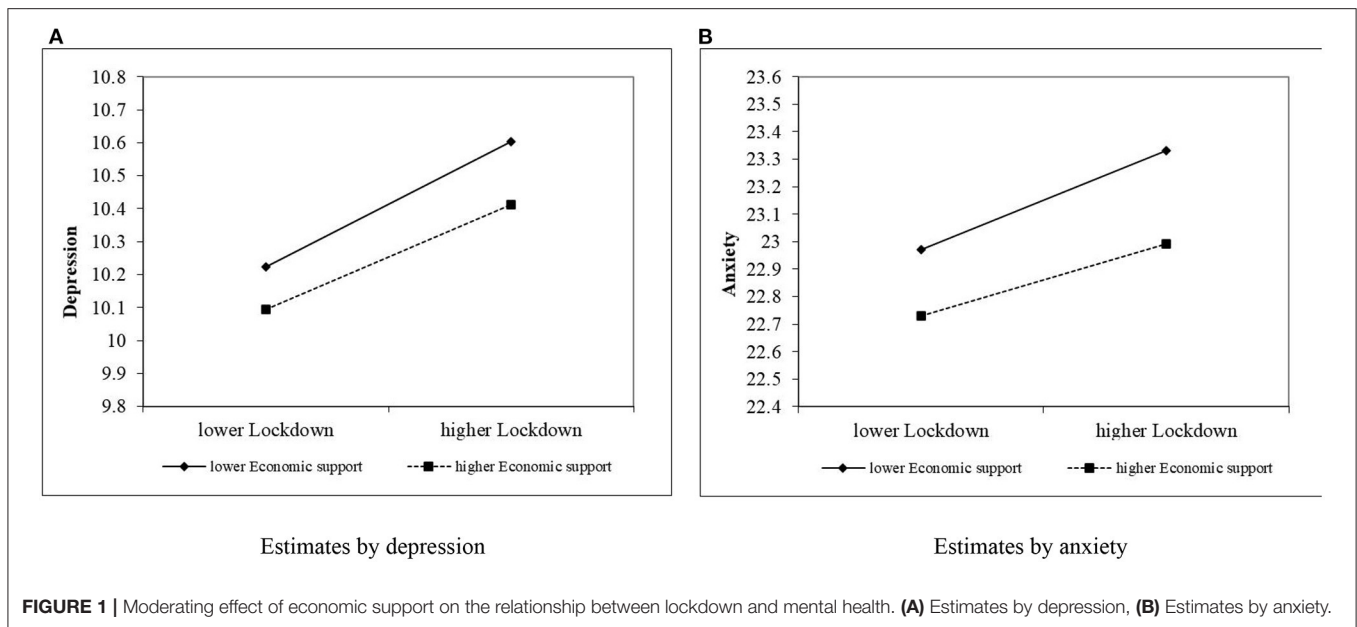 A
10.8
10.7
10.6
10.5
10.4
10.3
10.2
10.1
10
9.9
9.8
Depression
lower Lockdown higher Lockdown
lower Economic support higher Economic support
Estimates by depression
B
23.6
23.5
23.4
23.3
23.2
23.1
23
22.9
22.8
22.7
22.6
22.5
22.4
Anxiety
lower Lockdown higher Lockdown
lower Economic support higher Economic support
Estimates by anxiety
FIGURE 1 | Moderating effect of economic support on the relationship between lockdown and mental health. (A) Estimates by depression, (B) Estimates by anxiety.